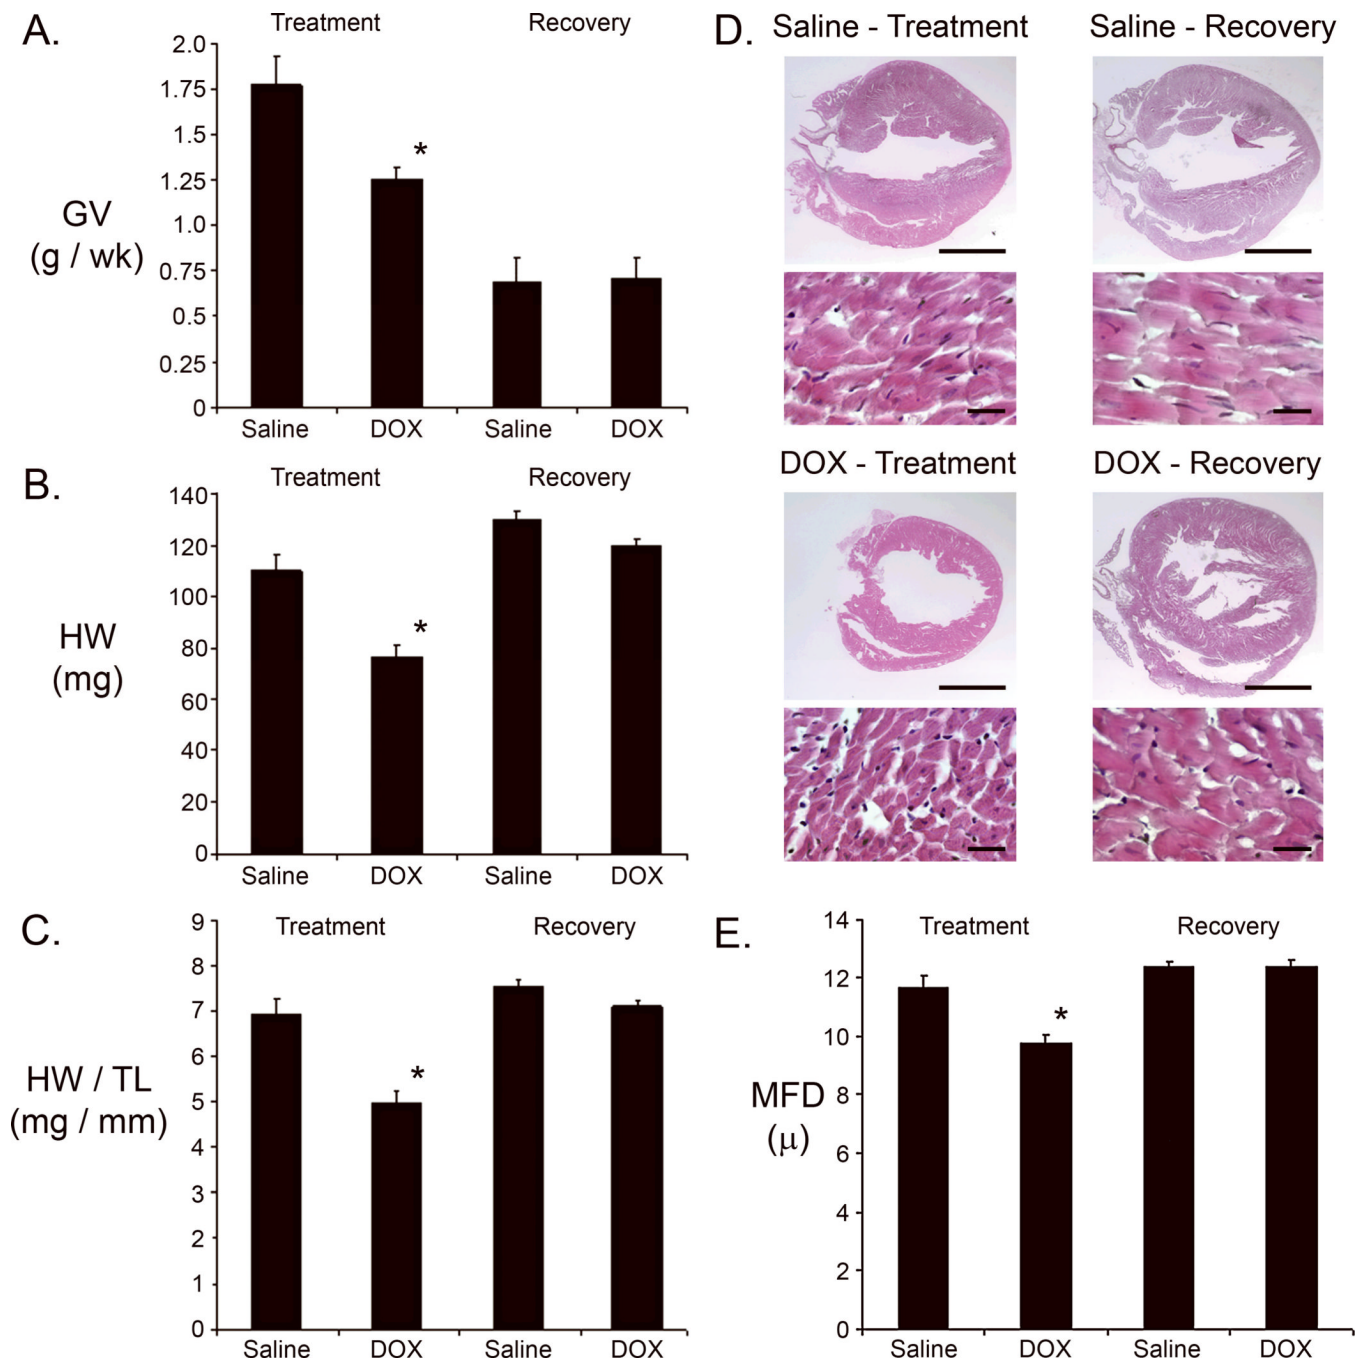 A.
Treatment Recovery
2.0
1.75
1.5
1.25
1.0
0.75
0.5
0.25
0
GV
(g / wk)
*
Saline DOX Saline DOX
B.
Treatment Recovery
140
120
100
80
60
40
20
0
HW
(mg)
*
Saline DOX Saline DOX
C.
Treatment Recovery
9
8
7
6
5
4
3
2
1
0
HW / TL
(mg / mm)
*
Saline DOX Saline DOX
D.
Saline - Treatment Saline - Recovery
DOX - Treatment DOX - Recovery
E.
Treatment Recovery
14
12
10
8
6
4
2
0
MFD
(μ)
*
Saline DOX Saline DOX